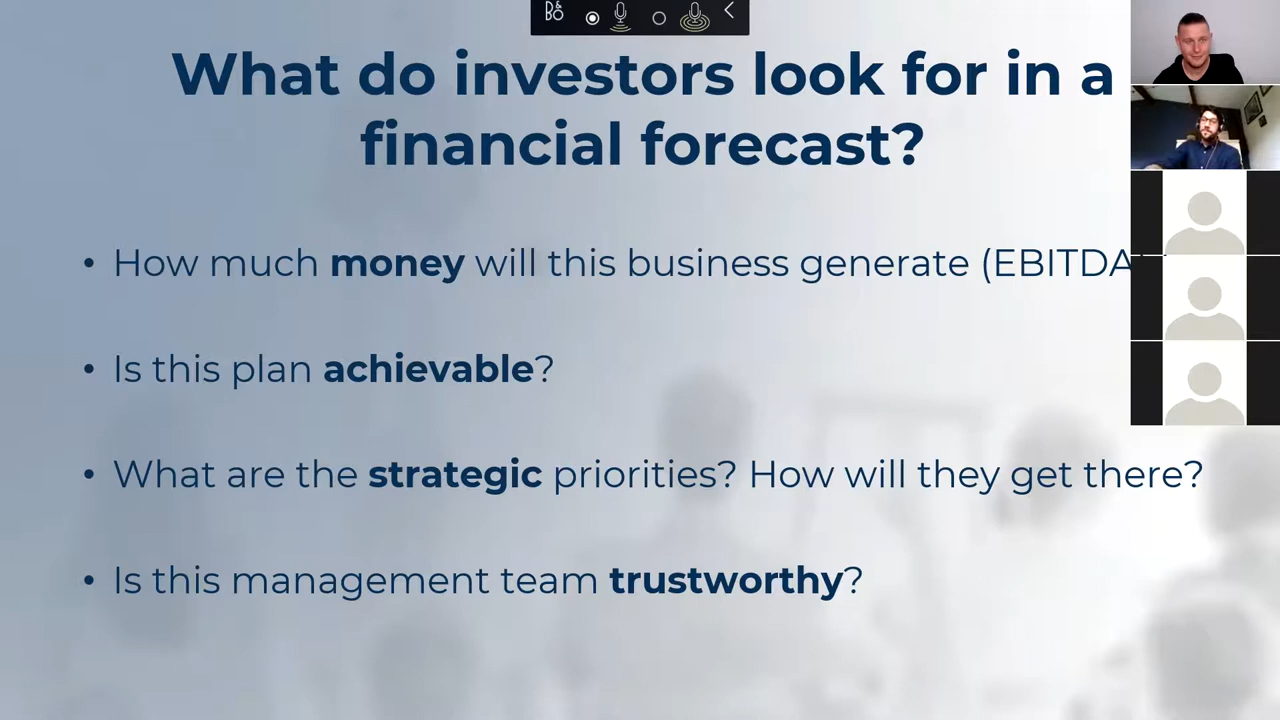 B&
BO
What do investors look for in a
financial forecast?
• How much money will this business generate (EBITDA
• Is this plan achievable?
• What are the strategic priorities? How will they get there?
• Is this management team trustworthy?